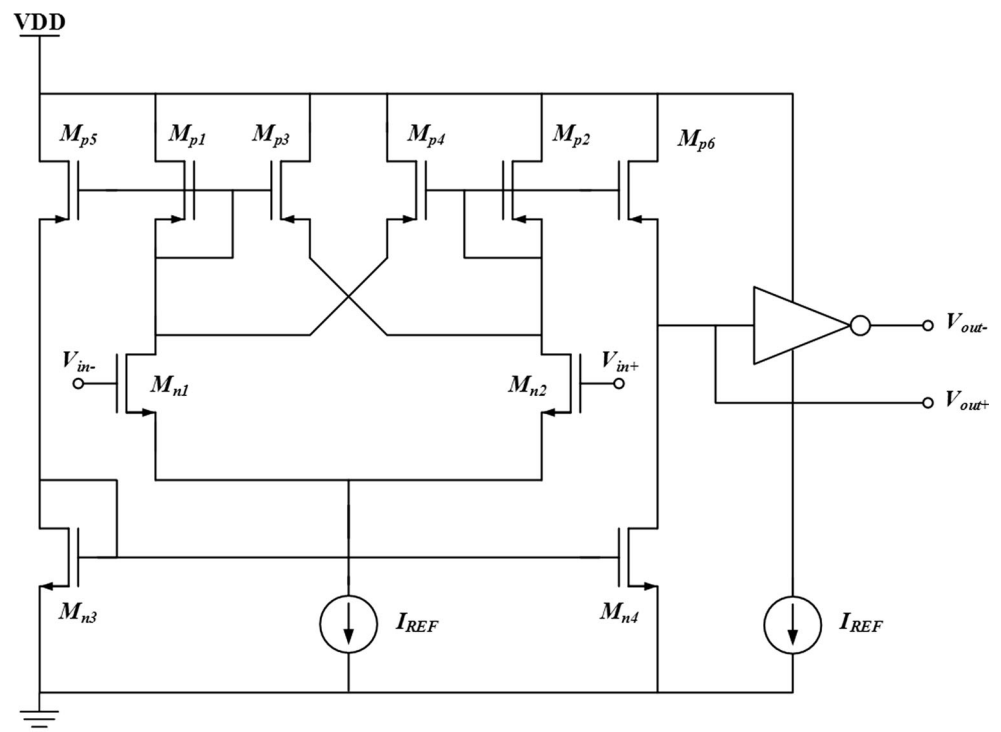 VDD
Mp5
Mp1
Mp3
Mp4
Mp2
Mp6
Vin-
Mn1
Mn2
Vin+
Vout-
Vout+
Mn3
IREF
Mn4
IREF